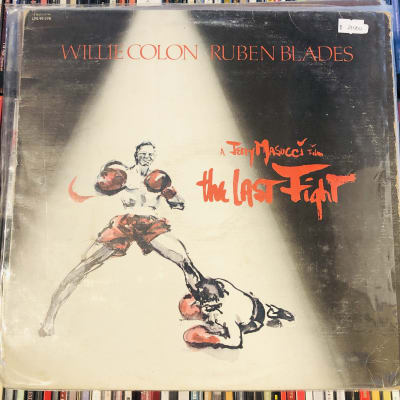 WILLIE COLON RUBEN BLADES
A JERRY MASUCCI Film
the LAST Fight